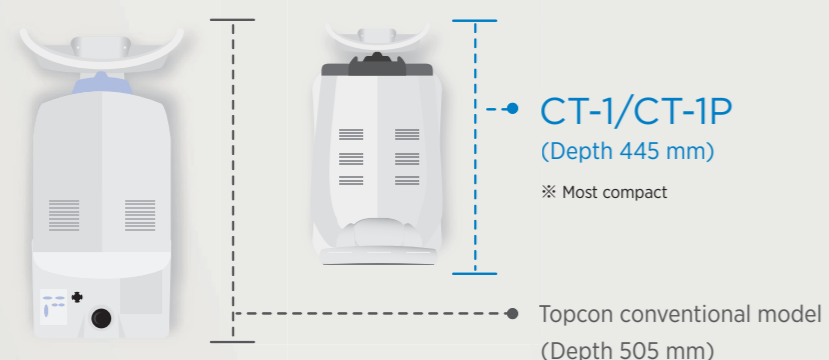 CT-1/CT-1P
(Depth 445 mm)
※ Most compact
Topcon conventional model
(Depth 505 mm)